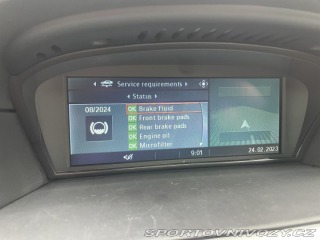 Service requirements
Status
08/2024
OK Brake fluid
OK Front brake pads
OK Rear brake pads
OK Engine oil
OK Microfilter
9:01
24.02.2023
SPORTOVNIVOZY.CZ